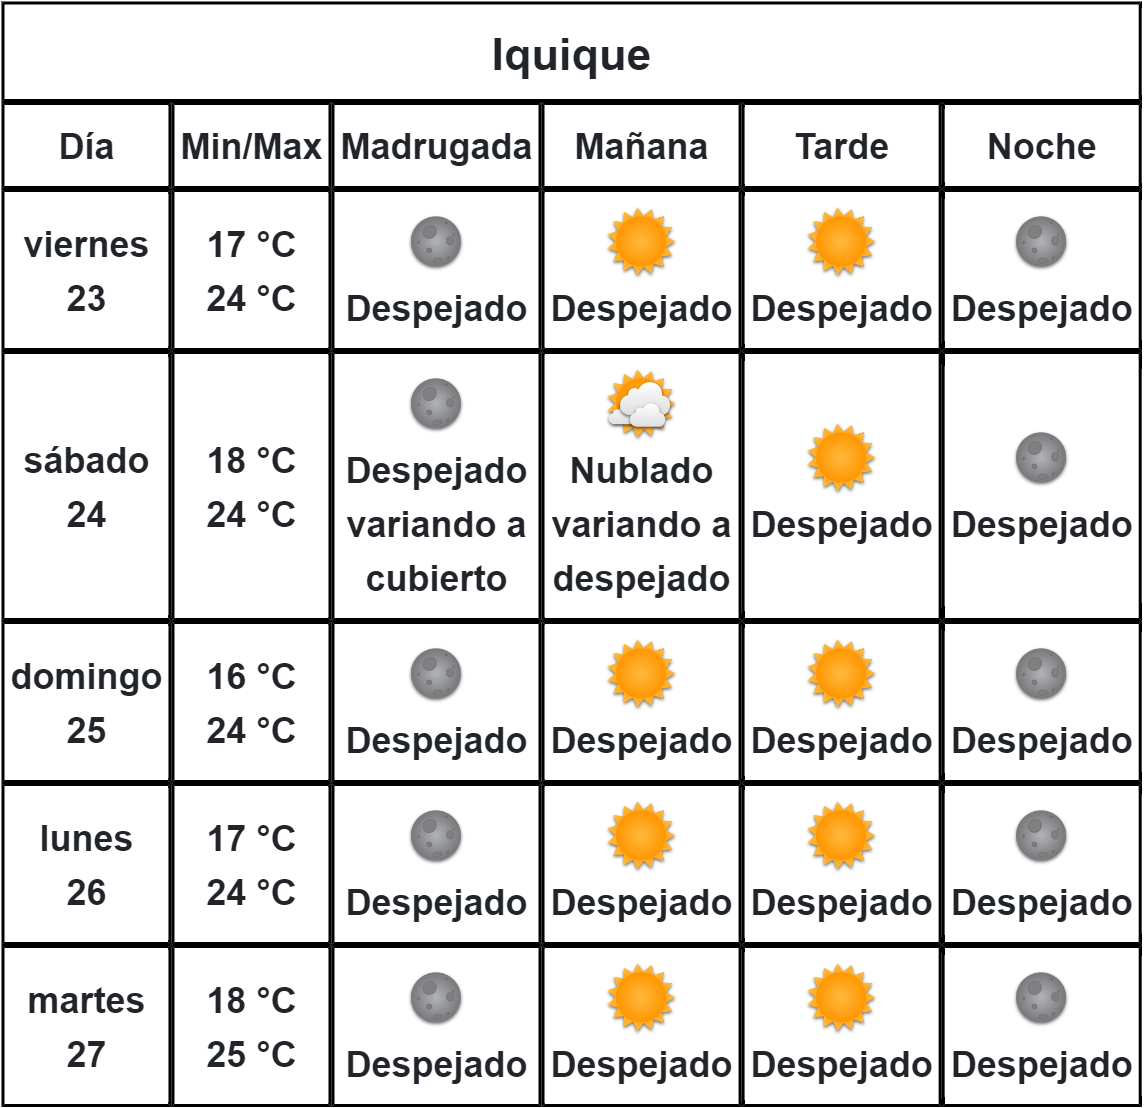 Iquique
Día Min/Max Madrugada Mañana Tarde Noche
viernes 23 17 °C 24 °C Despejado Despejado Despejado Despejado
sábado 24 18 °C 24 °C Despejado variando a cubierto Nublado variando a despejado Despejado Despejado
domingo 25 16 °C 24 °C Despejado Despejado Despejado Despejado
lunes 26 17 °C 24 °C Despejado Despejado Despejado Despejado
martes 27 18 °C 25 °C Despejado Despejado Despejado Despejado